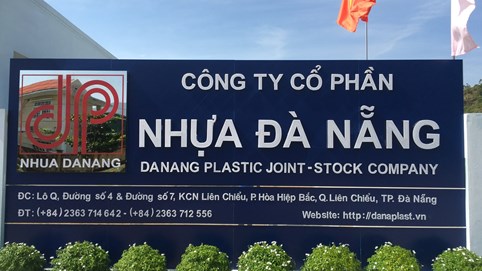 CÔNG TY CỔ PHẦN
NHỰA ĐÀ NẴNG
DANANG PLASTIC JOINT-STOCK COMPANY
dp
NHUA DANANG
ĐC: Lô Q, Đường số 4 & Đường số 7, KCN Liên Chiểu, P. Hòa Hiệp Bắc, Q. Liên Chiểu, TP. Đà Nẵng
ĐT: (+84) 2363 714 642 - (+84) 2363 712 556 Website: http://danaplast.vn